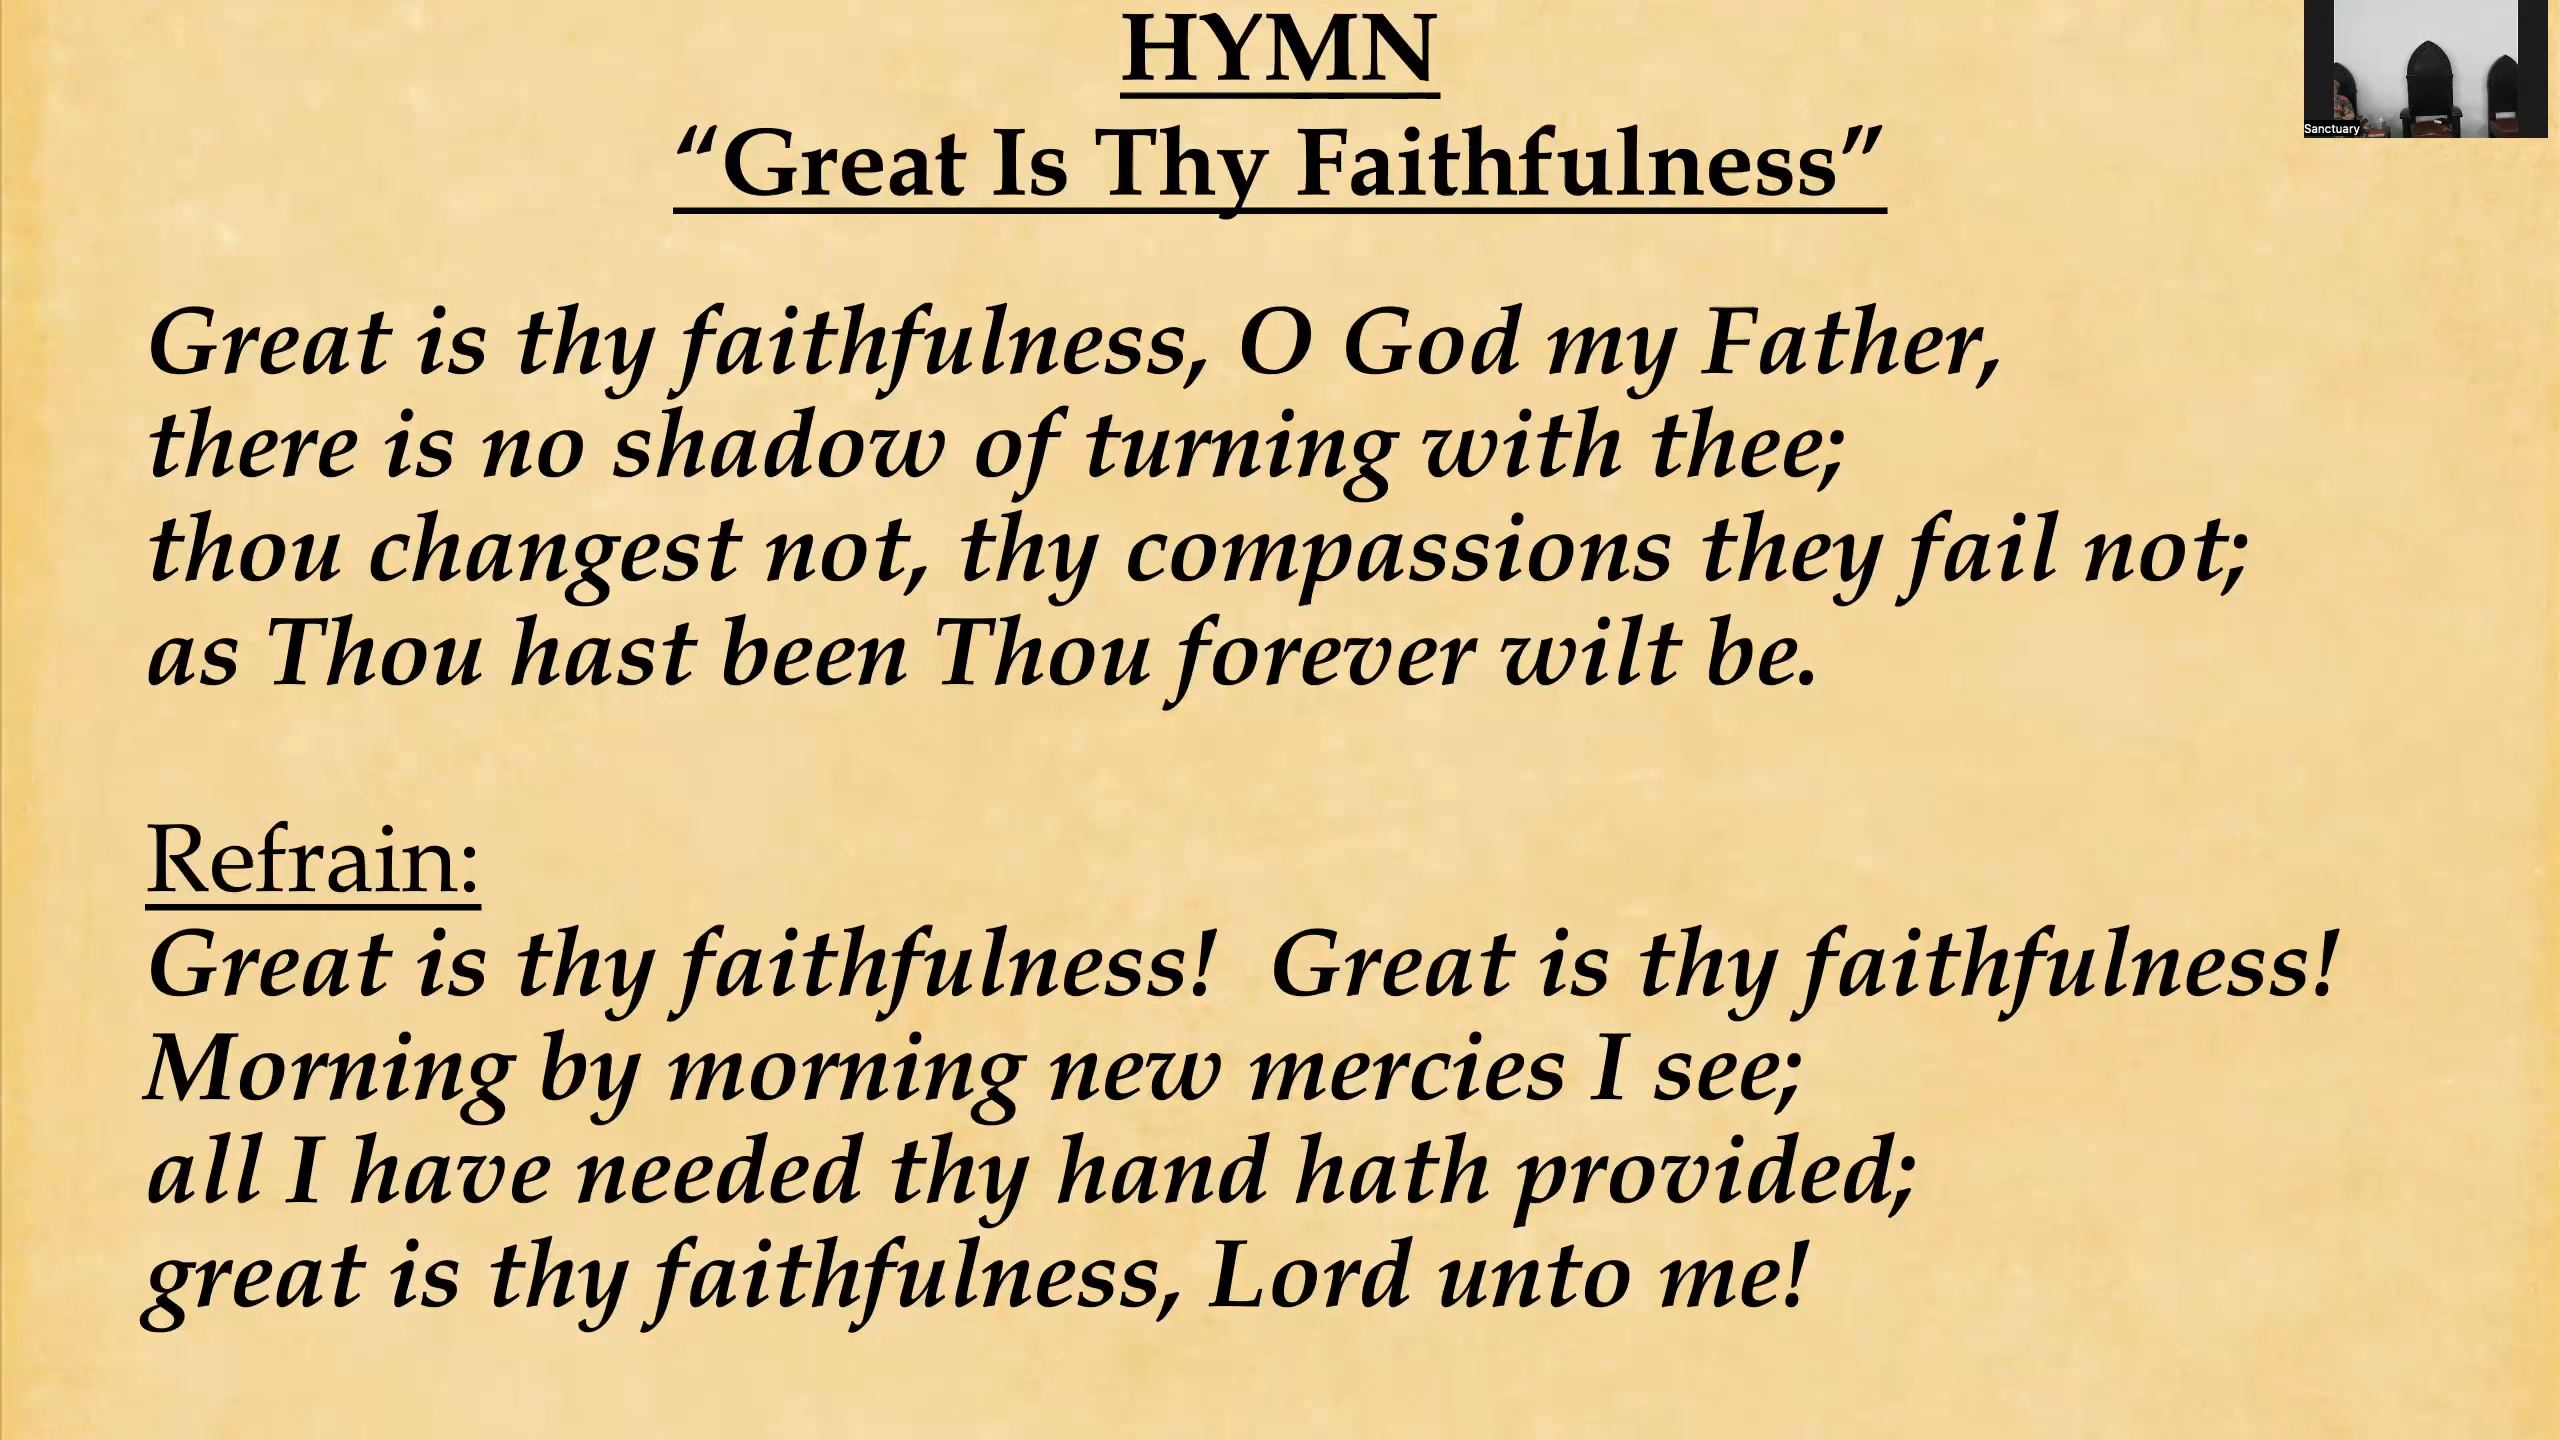 HYMN
“Great Is Thy Faithfulness”
Great is thy faithfulness, O God my Father,
there is no shadow of turning with thee;
thou changest not, thy compassions they fail not;
as Thou hast been Thou forever wilt be.
Refrain:
Great is thy faithfulness!  Great is thy faithfulness!
Morning by morning new mercies I see;
all I have needed thy hand hath provided;
great is thy faithfulness, Lord unto me!
Sanctuary